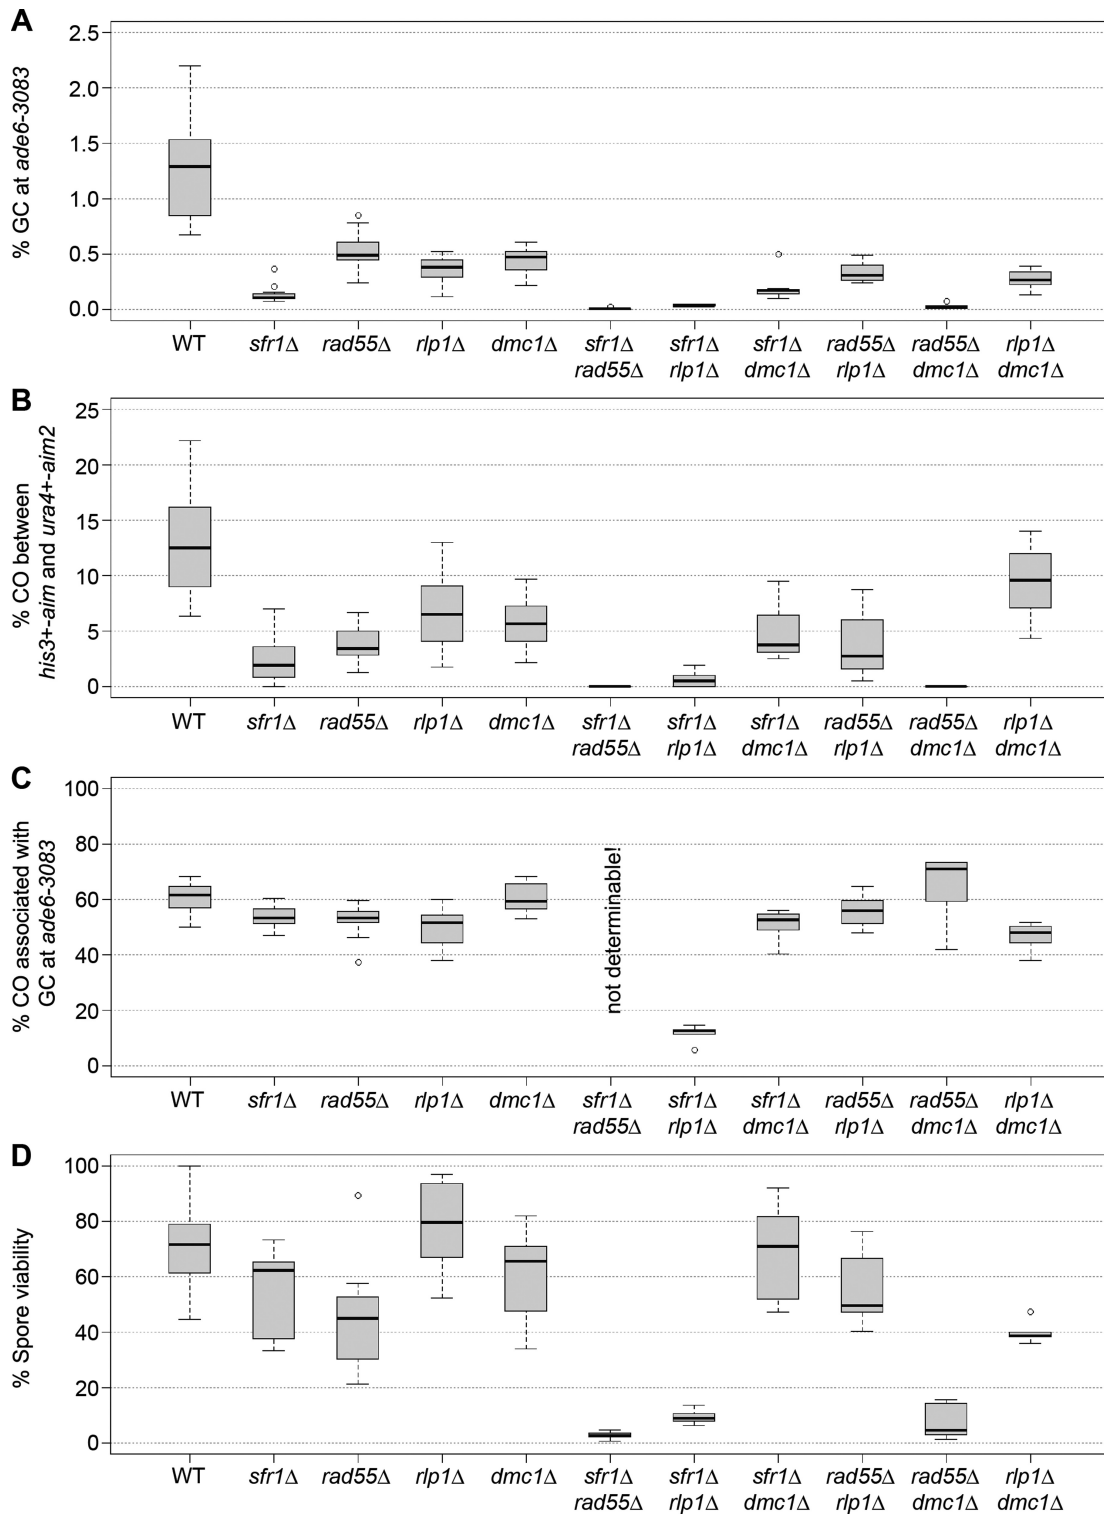 A
% GC at ade6-3083
2.5
2.0
1.5
1.0
0.5
0.0
WT sfr1Δ rad55Δ rlp1Δ dmc1Δ sfr1Δ sfr1Δ sfr1Δ rad55Δ rad55Δ rlp1Δ
rad55Δ rlp1Δ dmc1Δ rlp1Δ dmc1Δ dmc1Δ
B
% CO between
his3+-aim and ura4+-aim2
25
20
15
10
5
0
WT sfr1Δ rad55Δ rlp1Δ dmc1Δ sfr1Δ sfr1Δ sfr1Δ rad55Δ rad55Δ rlp1Δ
rad55Δ rlp1Δ dmc1Δ rlp1Δ dmc1Δ dmc1Δ
C
% CO associated with
GC at ade6-3083
100
80
60
40
20
0
not determinable!
WT sfr1Δ rad55Δ rlp1Δ dmc1Δ sfr1Δ sfr1Δ sfr1Δ rad55Δ rad55Δ rlp1Δ
rad55Δ rlp1Δ dmc1Δ rlp1Δ dmc1Δ dmc1Δ
D
% Spore viability
100
80
60
40
20
0
WT sfr1Δ rad55Δ rlp1Δ dmc1Δ sfr1Δ sfr1Δ sfr1Δ rad55Δ rad55Δ rlp1Δ
rad55Δ rlp1Δ dmc1Δ rlp1Δ dmc1Δ dmc1Δ